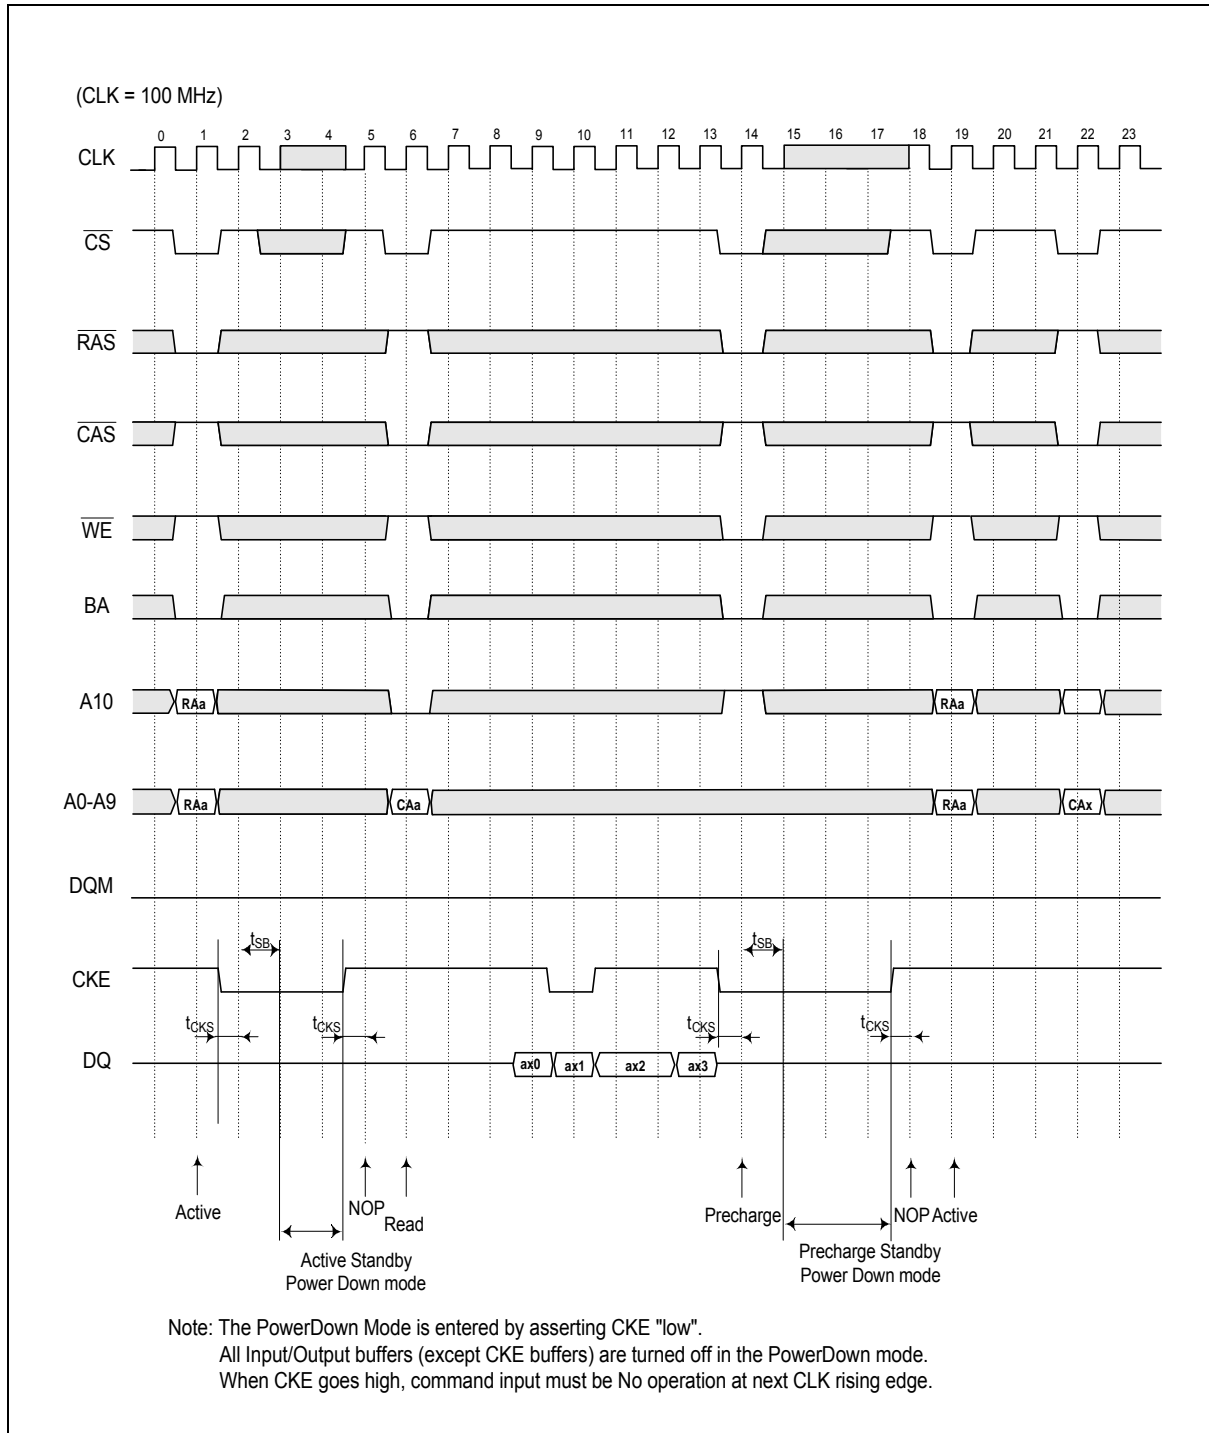 (CLK = 100 MHz)
0 1 2 3 4 5 6 7 8 9 10 11 12 13 14 15 16 17 18 19 20 21 22 23
CLK
CS
RAS
CAS
WE
BA
A10 RAa RAa
A0-A9 RAa CAa RAa CAx
DQM
tSB tSB
CKE
tCKS tCKS tCKS tCKS
DQ ax0 ax1 ax2 ax3
Active NOP Read Precharge NOP Active
Active Standby
Power Down mode
Precharge Standby
Power Down mode
Note: The PowerDown Mode is entered by asserting CKE "low".
All Input/Output buffers (except CKE buffers) are turned off in the PowerDown mode.
When CKE goes high, command input must be No operation at next CLK rising edge.